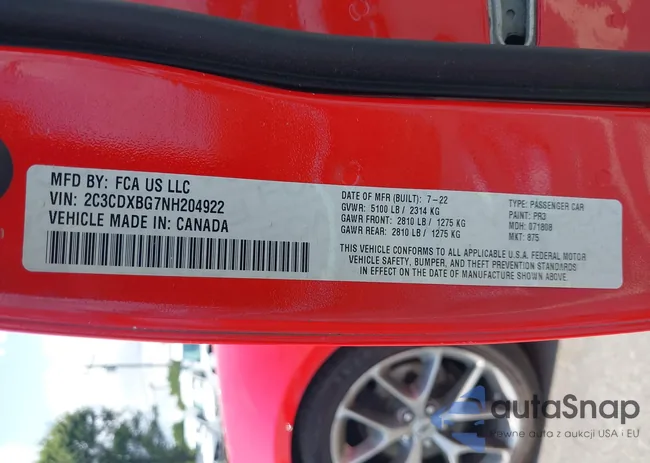 MFD BY: FCA US LLC
VIN: 2C3CDXBG7NH204922
VEHICLE MADE IN: CANADA
DATE OF MFR (BUILT): 7-22
GVWR: 5100 LB / 2314 KG
GAWR FRONT: 2810 LB / 1275 KG
GAWR REAR: 2810 LB / 1275 KG
TYPE: PASSENGER CAR
PAINT: PR3
MDH: 071808
MKT: 875
THIS VEHICLE CONFORMS TO ALL APPLICABLE U.S.A. FEDERAL MOTOR
VEHICLE SAFETY, BUMPER, AND THEFT PREVENTION STANDARDS
IN EFFECT ON THE DATE OF MANUFACTURE SHOWN ABOVE.
autaSnap
pewne auta z aukcji USA i EU